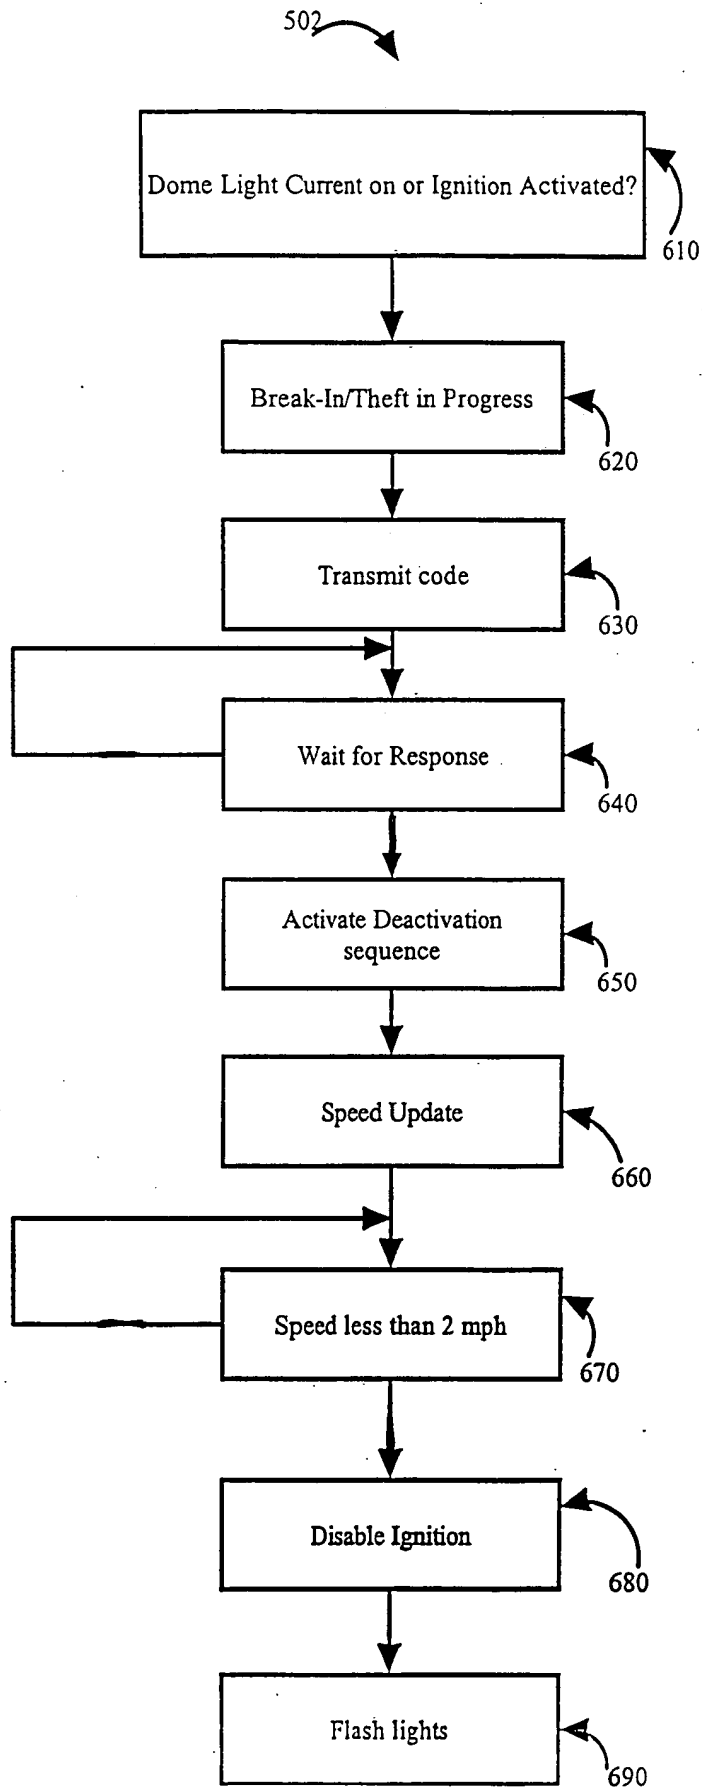 502
Dome Light Current on or Ignition Activated?
610
Break-In/Theft in Progress
620
Transmit code
630
Wait for Response
640
Activate Deactivation
sequence
650
Speed Update
660
Speed less than 2 mph
670
Disable Ignition
680
Flash lights
690